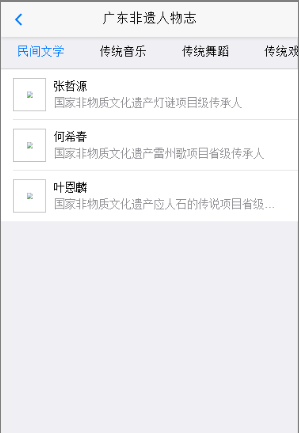 广东非遗人物志
民间文学 传统音乐 传统舞蹈 传统戏
张哲源
国家非物质文化遗产灯谜项目级传承人
何希春
国家非物质文化遗产雷州歌项目省级传承人
叶恩麟
国家非物质文化遗产应人石的传说项目省级...